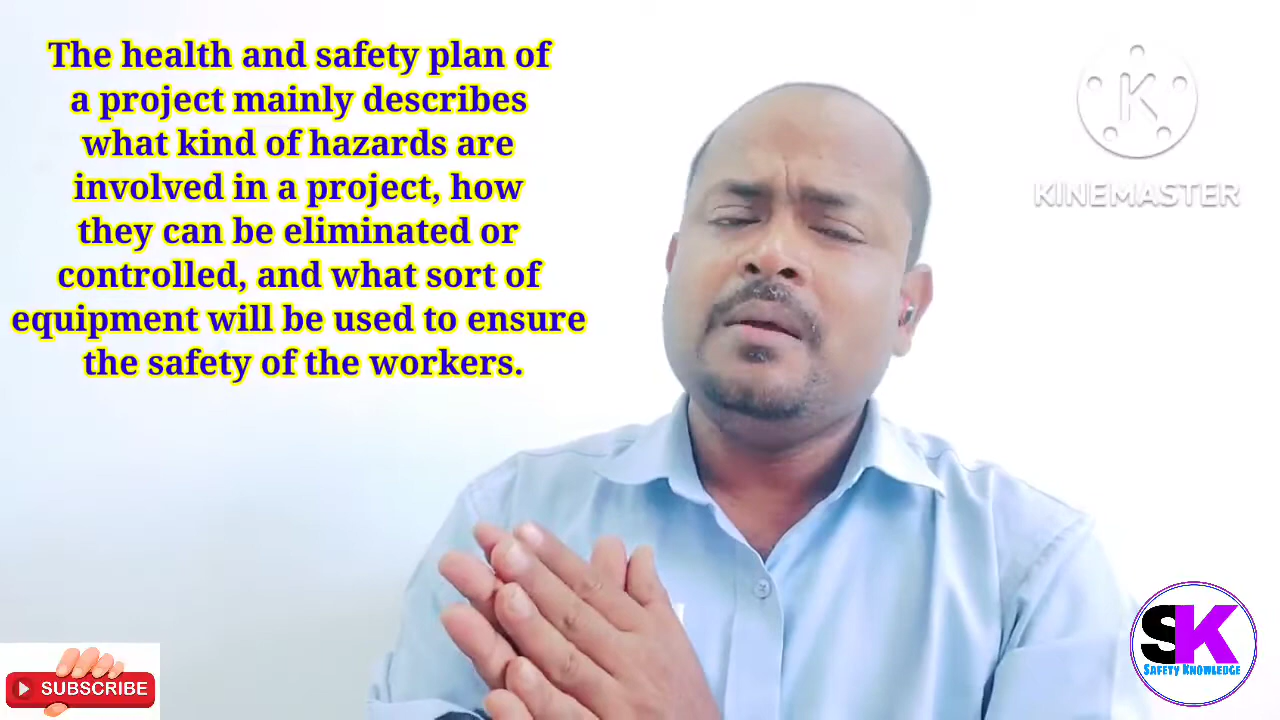 The health and safety plan of
a project mainly describes
what kind of hazards are
involved in a project, how
they can be eliminated or
controlled, and what sort of
equipment will be used to ensure
the safety of the workers.
K
KINEMASTER
SK
SAFETY KNOWLEDGE
SUBSCRIBE